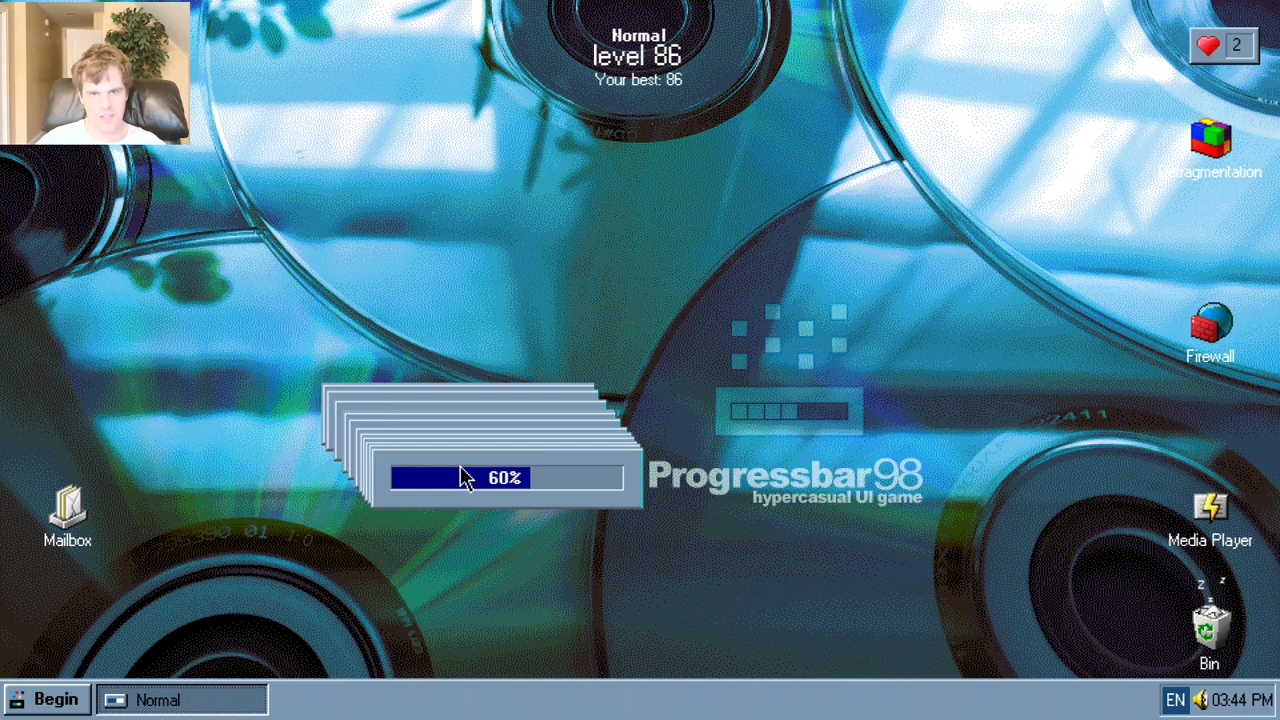 Normal
level 86
Your best: 86
2
Defragmentation
Firewall
2411
60%
Progressbar98
hypercasual UI game
Mailbox
Media Player
z z z
Bin
Begin
Normal
EN
03:44 PM